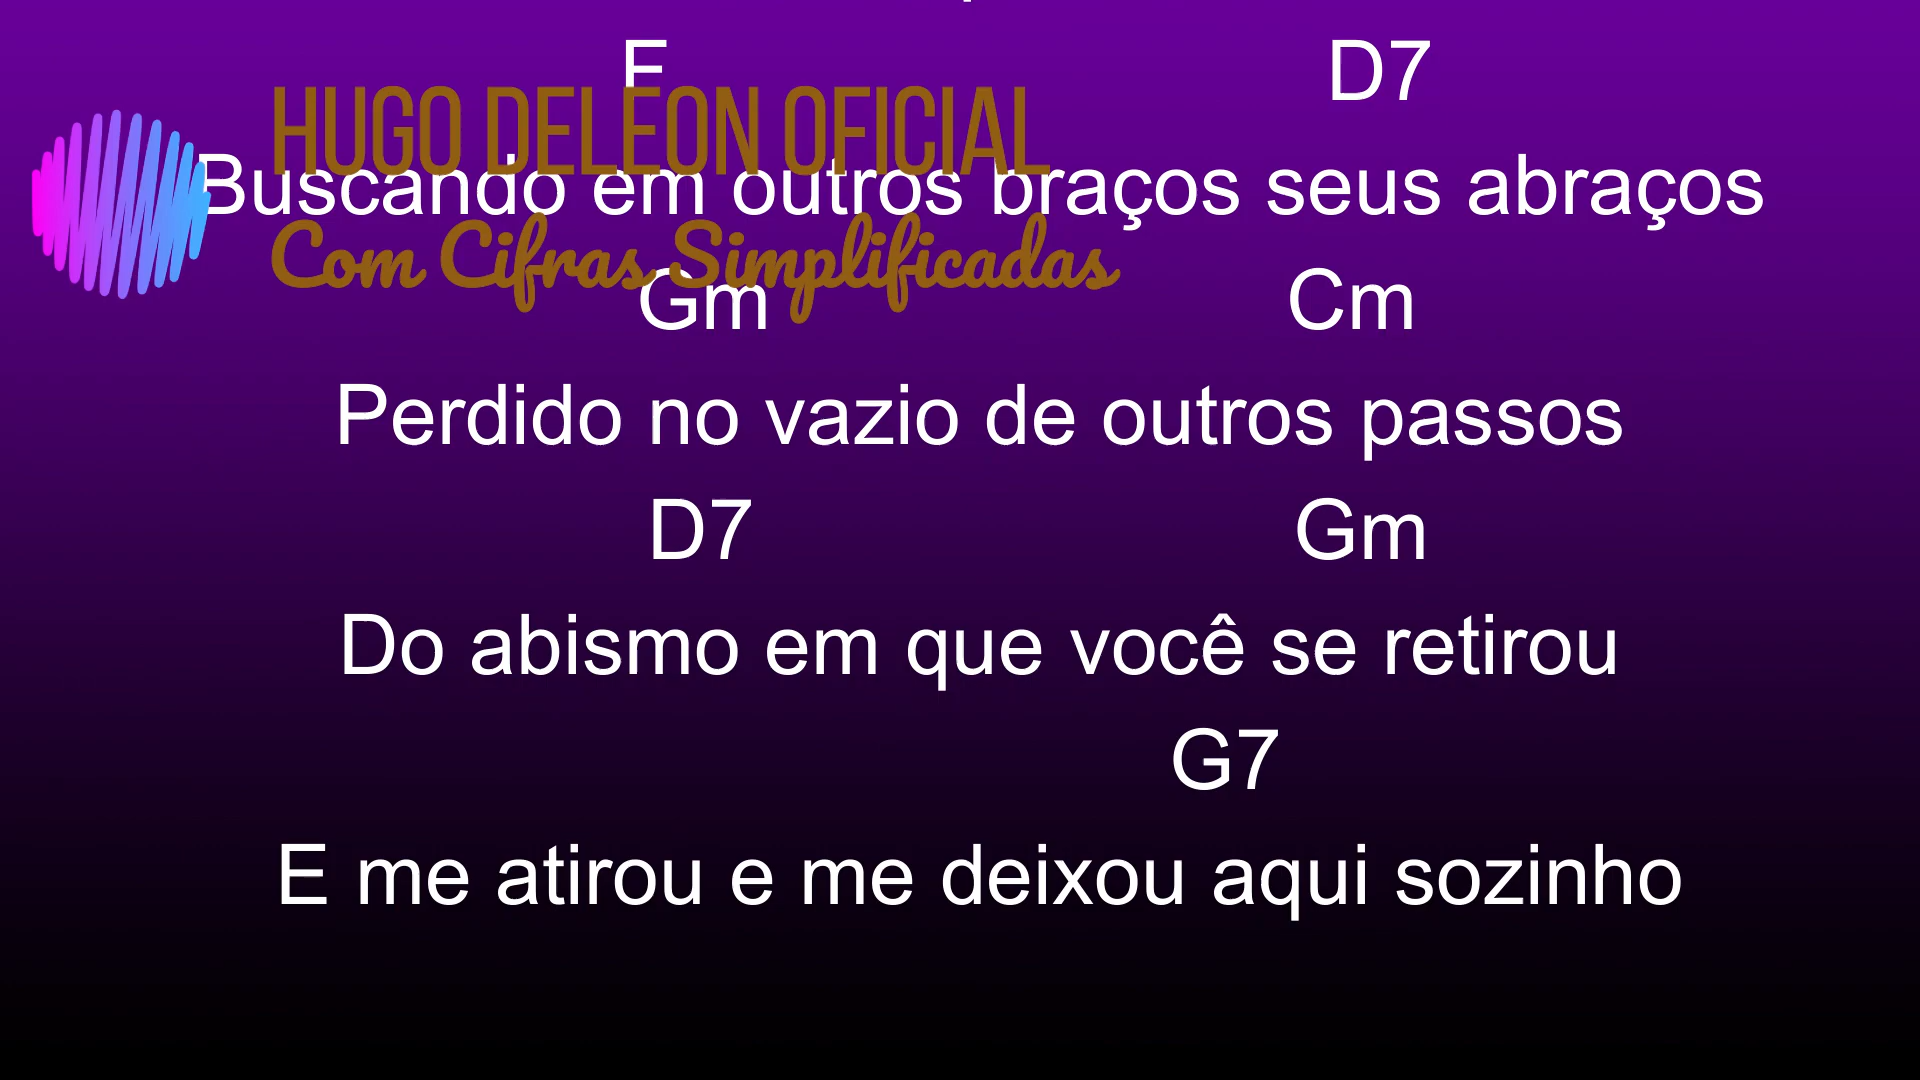 D7
HUGO DELEON OFICIAL
Buscando em outros braços seus abraços
Com Cifras Simplificadas
Gm Cm
Perdido no vazio de outros passos
D7 Gm
Do abismo em que você se retirou
G7
E me atirou e me deixou aqui sozinho